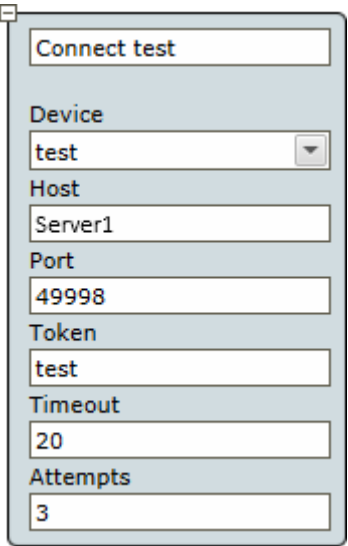 Connect test
Device
test
Host
Server1
Port
49998
Token
test
Timeout
20
Attempts
3